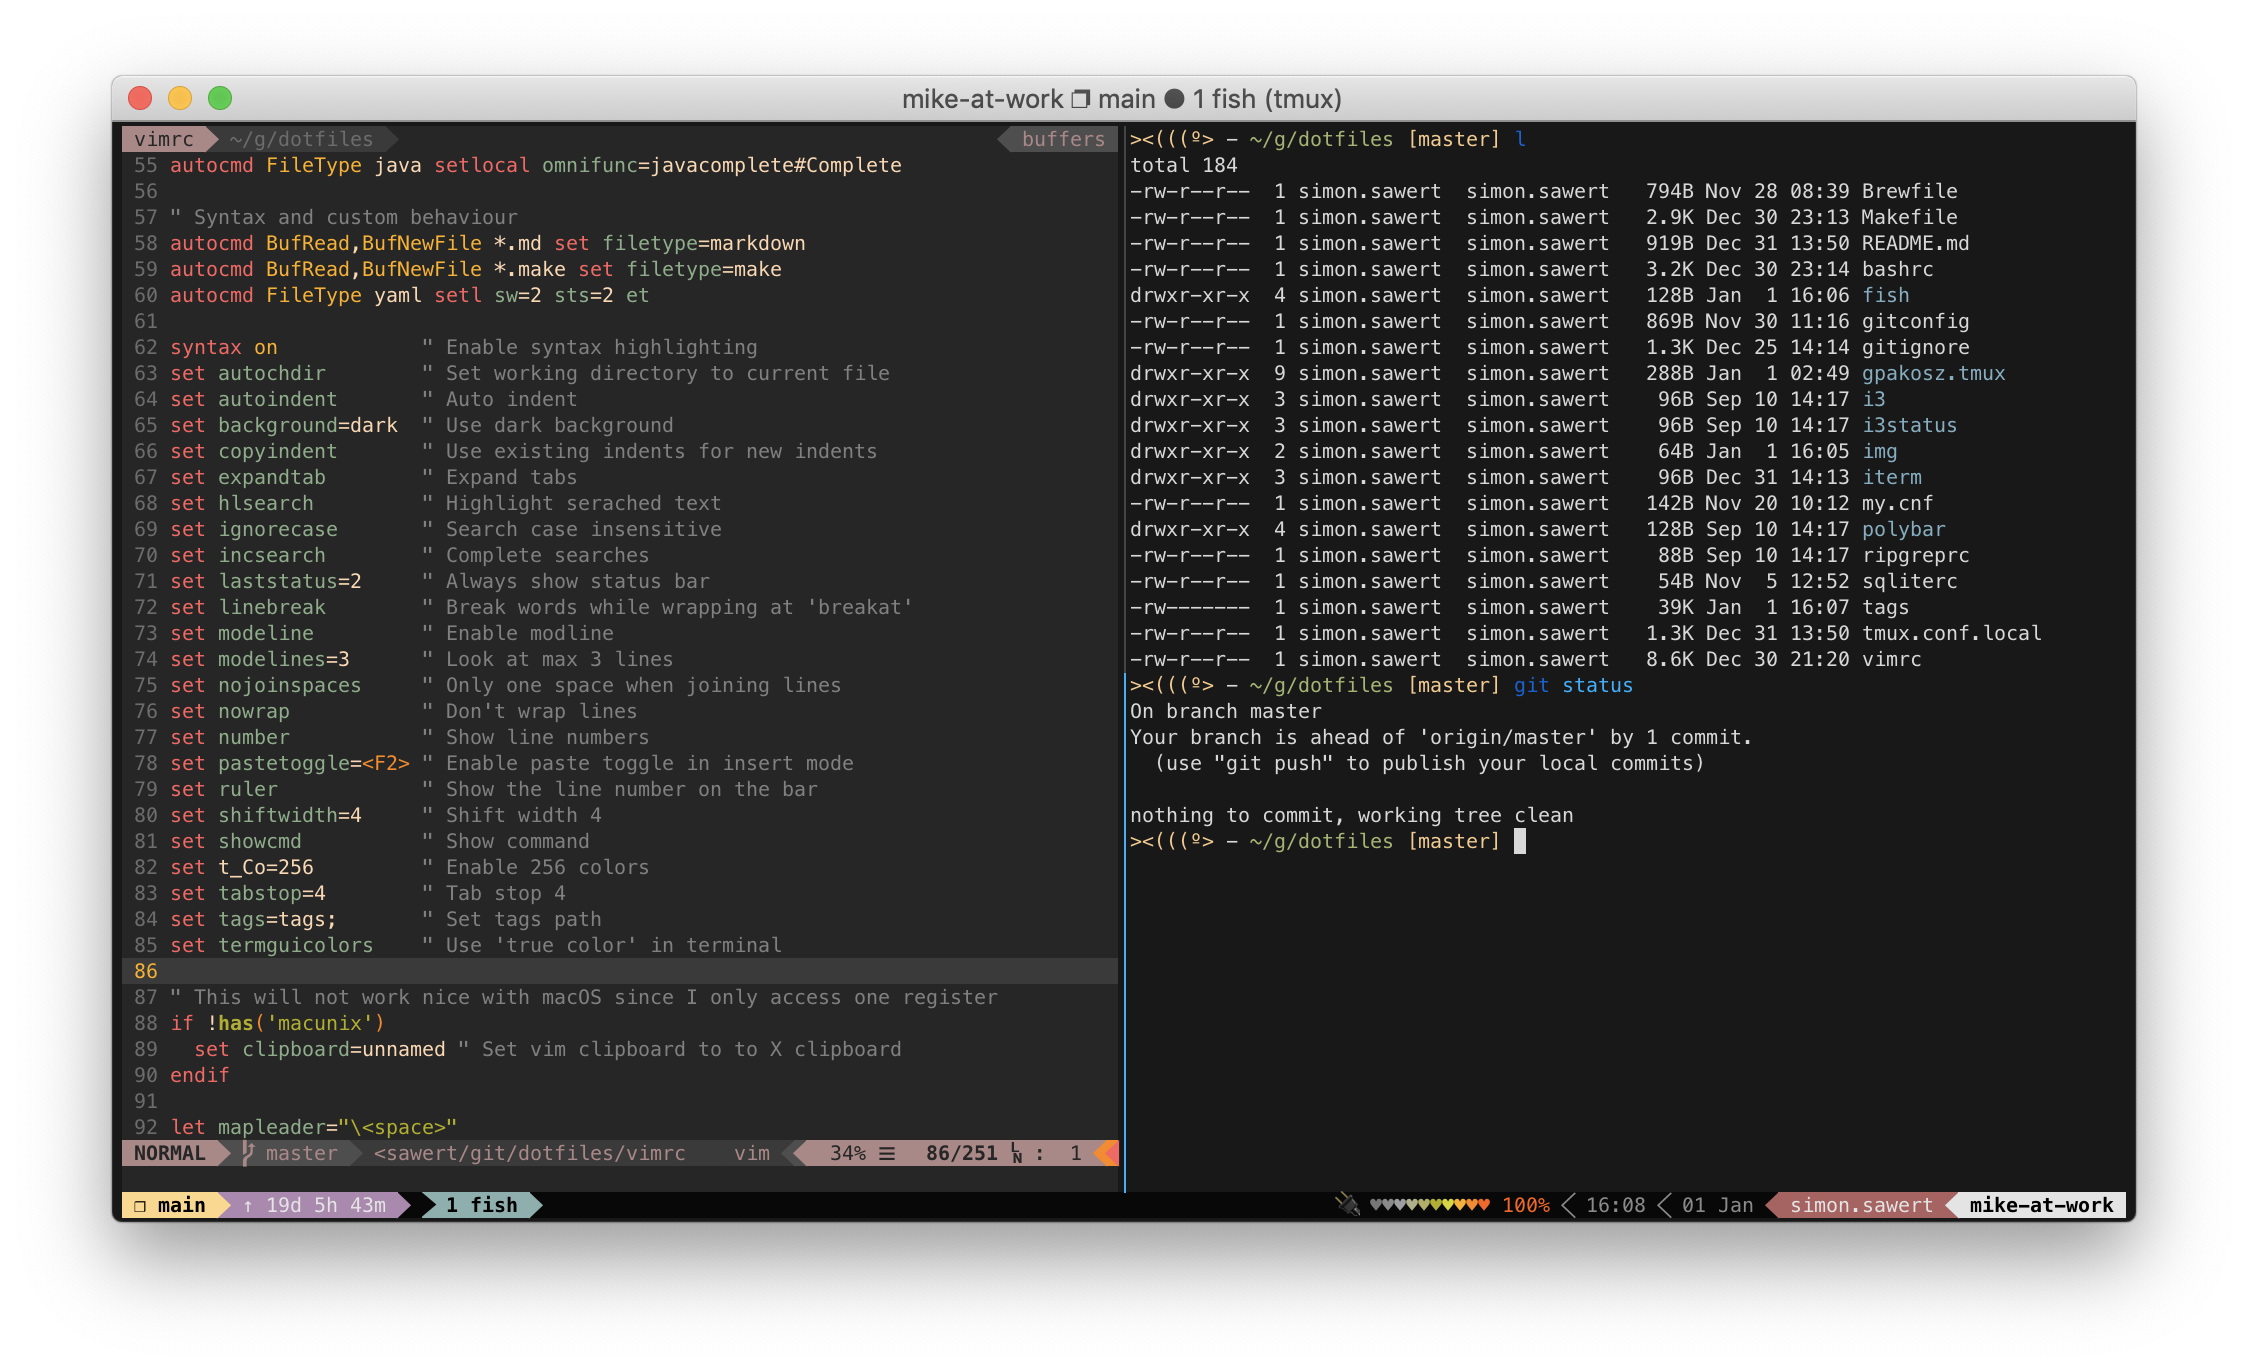 mike-at-work ❐ main ● 1 fish (tmux)
vimrc ~/g/dotfiles buffers
55 autocmd FileType java setlocal omnifunc=javacomplete#Complete
56
57 " Syntax and custom behaviour
58 autocmd BufRead,BufNewFile *.md set filetype=markdown
59 autocmd BufRead,BufNewFile *.make set filetype=make
60 autocmd FileType yaml setl sw=2 sts=2 et
61
62 syntax on " Enable syntax highlighting
63 set autochdir " Set working directory to current file
64 set autoindent " Auto indent
65 set background=dark " Use dark background
66 set copyindent " Use existing indents for new indents
67 set expandtab " Expand tabs
68 set hlsearch " Highlight serached text
69 set ignorecase " Search case insensitive
70 set incsearch " Complete searches
71 set laststatus=2 " Always show status bar
72 set linebreak " Break words while wrapping at 'breakat'
73 set modeline " Enable modline
74 set modelines=3 " Look at max 3 lines
75 set nojoinspaces " Only one space when joining lines
76 set nowrap " Don't wrap lines
77 set number " Show line numbers
78 set pastetoggle=<F2> " Enable paste toggle in insert mode
79 set ruler " Show the line number on the bar
80 set shiftwidth=4 " Shift width 4
81 set showcmd " Show command
82 set t_Co=256 " Enable 256 colors
83 set tabstop=4 " Tab stop 4
84 set tags=tags; " Set tags path
85 set termguicolors " Use 'true color' in terminal
86
87 " This will not work nice with macOS since I only access one register
88 if !has('macunix')
89 set clipboard=unnamed " Set vim clipboard to to X clipboard
90 endif
91
92 let mapleader="\<space>"
NORMAL master <sawert/git/dotfiles/vimrc vim 34% ☰ 86/251 ㏑ : 1
><(((º> — ~/g/dotfiles [master] l
total 184
-rw-r--r-- 1 simon.sawert simon.sawert 794B Nov 28 08:39 Brewfile
-rw-r--r-- 1 simon.sawert simon.sawert 2.9K Dec 30 23:13 Makefile
-rw-r--r-- 1 simon.sawert simon.sawert 919B Dec 31 13:50 README.md
-rw-r--r-- 1 simon.sawert simon.sawert 3.2K Dec 30 23:14 bashrc
drwxr-xr-x 4 simon.sawert simon.sawert 128B Jan 1 16:06 fish
-rw-r--r-- 1 simon.sawert simon.sawert 869B Nov 30 11:16 gitconfig
-rw-r--r-- 1 simon.sawert simon.sawert 1.3K Dec 25 14:14 gitignore
drwxr-xr-x 9 simon.sawert simon.sawert 288B Jan 1 02:49 gpakosz.tmux
drwxr-xr-x 3 simon.sawert simon.sawert 96B Sep 10 14:17 i3
drwxr-xr-x 3 simon.sawert simon.sawert 96B Sep 10 14:17 i3status
drwxr-xr-x 2 simon.sawert simon.sawert 64B Jan 1 16:05 img
drwxr-xr-x 3 simon.sawert simon.sawert 96B Dec 31 14:13 iterm
-rw-r--r-- 1 simon.sawert simon.sawert 142B Nov 20 10:12 my.cnf
drwxr-xr-x 4 simon.sawert simon.sawert 128B Sep 10 14:17 polybar
-rw-r--r-- 1 simon.sawert simon.sawert 88B Sep 10 14:17 ripgreprc
-rw-r--r-- 1 simon.sawert simon.sawert 54B Nov 5 12:52 sqliterc
-rw------- 1 simon.sawert simon.sawert 39K Jan 1 16:07 tags
-rw-r--r-- 1 simon.sawert simon.sawert 1.3K Dec 31 13:50 tmux.conf.local
-rw-r--r-- 1 simon.sawert simon.sawert 8.6K Dec 30 21:20 vimrc
><(((º> — ~/g/dotfiles [master] git status
On branch master
Your branch is ahead of 'origin/master' by 1 commit.
(use "git push" to publish your local commits)
nothing to commit, working tree clean
><(((º> — ~/g/dotfiles [master]
❐ main ↑ 19d 5h 43m 1 fish ♥♥♥♥♥♥♥♥♥♥ 100% 16:08 01 Jan simon.sawert mike-at-work